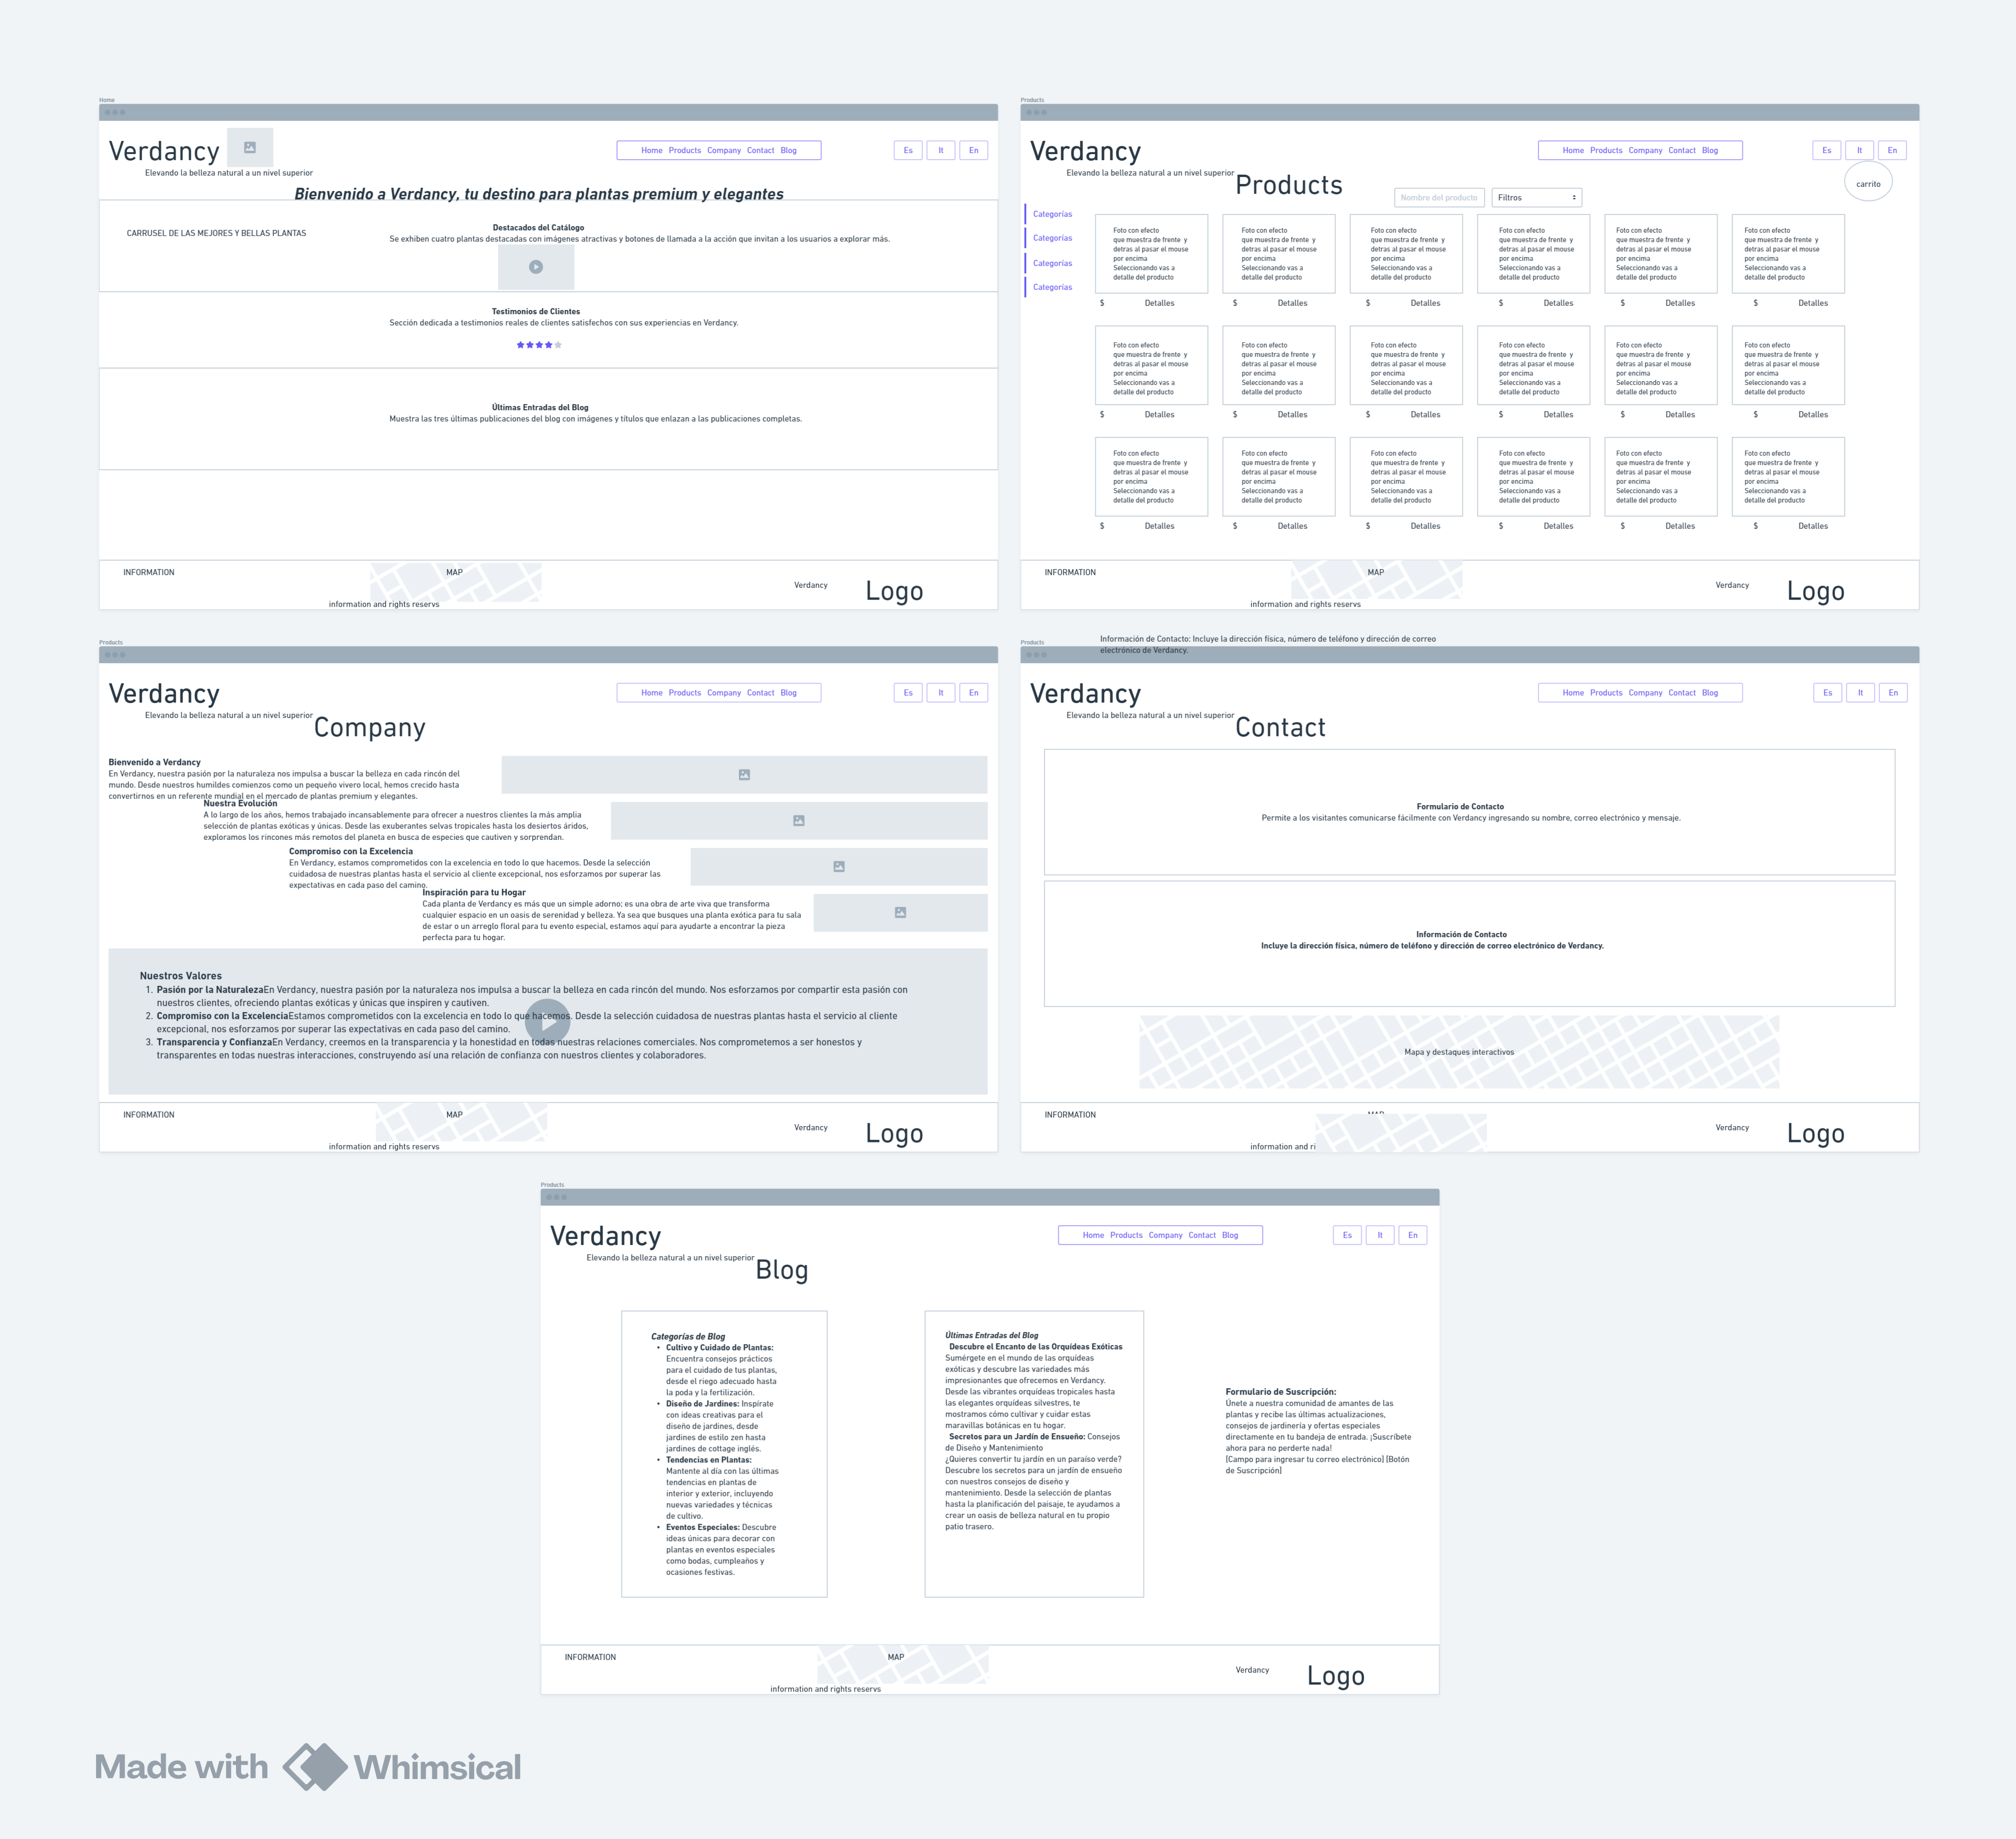 Home
Verdancy
Home Products Company Contact Blog
Es
It
En
Elevando la belleza natural a un nivel superior
Bienvenido a Verdancy, tu destino para plantas premium y elegantes
CARRUSEL DE LAS MEJORES Y BELLAS PLANTAS
Destacados del Catálogo
Se exhiben cuatro plantas destacadas con imágenes atractivas y botones de llamada a la acción que invitan a los usuarios a explorar más.
Testimonios de Clientes
Sección dedicada a testimonios reales de clientes satisfechos con sus experiencias en Verdancy.
Últimas Entradas del Blog
Muestra las tres últimas publicaciones del blog con imágenes y títulos que enlazan a las publicaciones completas.
INFORMATION
MAP
Verdancy
Logo
information and rights reservs
Products
Verdancy
Home Products Company Contact Blog
Es
It
En
Elevando la belleza natural a un nivel superior
Products
Nombre del producto
Filtros
carrito
Categorías
Categorías
Categorías
Categorías
Foto con efecto
que muestra de frente y
detras al pasar el mouse
por encima
Seleccionando vas a
detalle del producto
$ Detalles
Foto con efecto
que muestra de frente y
detras al pasar el mouse
por encima
Seleccionando vas a
detalle del producto
$ Detalles
Foto con efecto
que muestra de frente y
detras al pasar el mouse
por encima
Seleccionando vas a
detalle del producto
$ Detalles
Foto con efecto
que muestra de frente y
detras al pasar el mouse
por encima
Seleccionando vas a
detalle del producto
$ Detalles
Foto con efecto
que muestra de frente y
detras al pasar el mouse
por encima
Seleccionando vas a
detalle del producto
$ Detalles
Foto con efecto
que muestra de frente y
detras al pasar el mouse
por encima
Seleccionando vas a
detalle del producto
$ Detalles
Foto con efecto
que muestra de frente y
detras al pasar el mouse
por encima
Seleccionando vas a
detalle del producto
$ Detalles
Foto con efecto
que muestra de frente y
detras al pasar el mouse
por encima
Seleccionando vas a
detalle del producto
$ Detalles
Foto con efecto
que muestra de frente y
detras al pasar el mouse
por encima
Seleccionando vas a
detalle del producto
$ Detalles
Foto con efecto
que muestra de frente y
detras al pasar el mouse
por encima
Seleccionando vas a
detalle del producto
$ Detalles
Foto con efecto
que muestra de frente y
detras al pasar el mouse
por encima
Seleccionando vas a
detalle del producto
$ Detalles
Foto con efecto
que muestra de frente y
detras al pasar el mouse
por encima
Seleccionando vas a
detalle del producto
$ Detalles
Foto con efecto
que muestra de frente y
detras al pasar el mouse
por encima
Seleccionando vas a
detalle del producto
$ Detalles
Foto con efecto
que muestra de frente y
detras al pasar el mouse
por encima
Seleccionando vas a
detalle del producto
$ Detalles
Foto con efecto
que muestra de frente y
detras al pasar el mouse
por encima
Seleccionando vas a
detalle del producto
$ Detalles
Foto con efecto
que muestra de frente y
detras al pasar el mouse
por encima
Seleccionando vas a
detalle del producto
$ Detalles
Foto con efecto
que muestra de frente y
detras al pasar el mouse
por encima
Seleccionando vas a
detalle del producto
$ Detalles
Foto con efecto
que muestra de frente y
detras al pasar el mouse
por encima
Seleccionando vas a
detalle del producto
$ Detalles
INFORMATION
MAP
Verdancy
Logo
information and rights reservs
Products
Verdancy
Home Products Company Contact Blog
Es
It
En
Elevando la belleza natural a un nivel superior
Company
Bienvenido a Verdancy
En Verdancy, nuestra pasión por la naturaleza nos impulsa a buscar la belleza en cada rincón del
mundo. Desde nuestros humildes comienzos como un pequeño vivero local, hemos crecido hasta
convertirnos en un referente mundial en el mercado de plantas premium y elegantes.
Nuestra Evolución
A lo largo de los años, hemos trabajado incansablemente para ofrecer a nuestros clientes la más amplia
selección de plantas exóticas y únicas. Desde las exuberantes selvas tropicales hasta los desiertos áridos,
exploramos los rincones más remotos del planeta en busca de especies que cautiven y sorprendan.
Compromiso con la Excelencia
En Verdancy, estamos comprometidos con la excelencia en todo lo que hacemos. Desde la selección
cuidadosa de nuestras plantas hasta el servicio al cliente excepcional, nos esforzamos por superar las
expectativas en cada paso del camino.
Inspiración para tu Hogar
Cada planta de Verdancy es más que un simple adorno; es una obra de arte viva que transforma
cualquier espacio en un oasis de serenidad y belleza. Ya sea que busques una planta exótica para tu sala
de estar o un arreglo floral para tu evento especial, estamos aquí para ayudarte a encontrar la pieza
perfecta para tu hogar.
Nuestros Valores
1. Pasión por la NaturalezaEn Verdancy, nuestra pasión por la naturaleza nos impulsa a buscar la belleza en cada rincón del mundo. Nos esforzamos por compartir esta pasión con
nuestros clientes, ofreciendo plantas exóticas y únicas que inspiren y cautiven.
2. Compromiso con la ExcelenciaEstamos comprometidos con la excelencia en todo lo que hacemos. Desde la selección cuidadosa de nuestras plantas hasta el servicio al cliente
excepcional, nos esforzamos por superar las expectativas en cada paso del camino.
3. Transparencia y ConfianzaEn Verdancy, creemos en la transparencia y la honestidad en todas nuestras relaciones comerciales. Nos comprometemos a ser honestos y
transparentes en todas nuestras interacciones, construyendo así una relación de confianza con nuestros clientes y colaboradores.
INFORMATION
MAP
Verdancy
Logo
information and rights reservs
Products
Información de Contacto: Incluye la dirección física, número de teléfono y dirección de correo
electrónico de Verdancy.
Verdancy
Home Products Company Contact Blog
Es
It
En
Elevando la belleza natural a un nivel superior
Contact
Formulario de Contacto
Permite a los visitantes comunicarse fácilmente con Verdancy ingresando su nombre, correo electrónico y mensaje.
Información de Contacto
Incluye la dirección física, número de teléfono y dirección de correo electrónico de Verdancy.
Mapa y destaques interactivos
INFORMATION
Verdancy
Logo
information and ri
Products
Verdancy
Home Products Company Contact Blog
Es
It
En
Elevando la belleza natural a un nivel superior
Blog
Categorías de Blog
• Cultivo y Cuidado de Plantas:
Encuentra consejos prácticos
para el cuidado de tus plantas,
desde el riego adecuado hasta
la poda y la fertilización.
• Diseño de Jardines: Inspírate
con ideas creativas para el
diseño de jardines, desde
jardines de estilo zen hasta
jardines de cottage inglés.
• Tendencias en Plantas:
Mantente al día con las últimas
tendencias en plantas de
interior y exterior, incluyendo
nuevas variedades y técnicas
de cultivo.
• Eventos Especiales: Descubre
ideas únicas para decorar con
plantas en eventos especiales
como bodas, cumpleaños y
ocasiones festivas.
Últimas Entradas del Blog
Descubre el Encanto de las Orquídeas Exóticas
Sumérgete en el mundo de las orquídeas
exóticas y descubre las variedades más
impresionantes que ofrecemos en Verdancy.
Desde las vibrantes orquídeas tropicales hasta
las elegantes orquídeas silvestres, te
mostramos cómo cultivar y cuidar estas
maravillas botánicas en tu hogar.
Secretos para un Jardín de Ensueño: Consejos
de Diseño y Mantenimiento
¿Quieres convertir tu jardín en un paraíso verde?
Descubre los secretos para un jardín de ensueño
con nuestros consejos de diseño y
mantenimiento. Desde la selección de plantas
hasta la planificación del paisaje, te ayudamos a
crear un oasis de belleza natural en tu propio
patio trasero.
Formulario de Suscripción:
Únete a nuestra comunidad de amantes de las
plantas y recibe las últimas actualizaciones,
consejos de jardinería y ofertas especiales
directamente en tu bandeja de entrada. ¡Suscríbete
ahora para no perderte nada!
[Campo para ingresar tu correo electrónico] [Botón
de Suscripción]
INFORMATION
MAP
Verdancy
Logo
information and rights reservs
Made with Whimsical